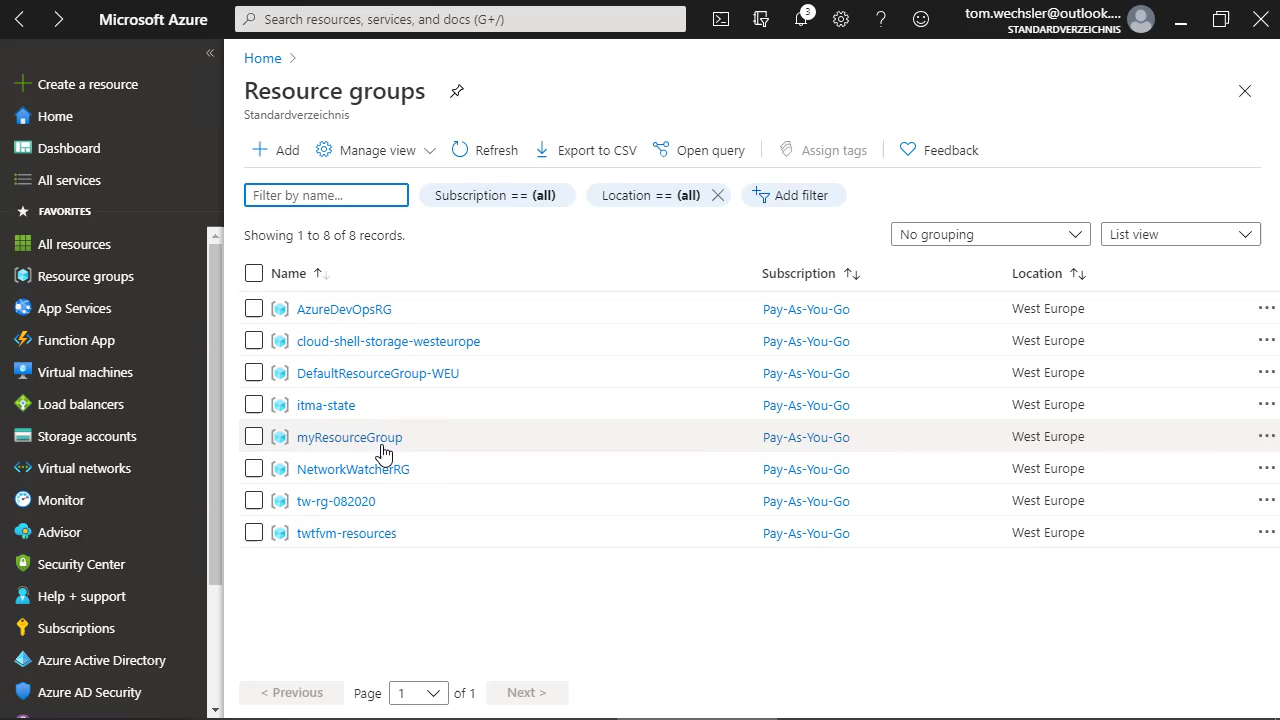 Microsoft Azure
Search resources, services, and docs (G+/)
3
tom.wechsler@outlook....
STANDARDVERZEICHNIS
Create a resource
Home
Dashboard
All services
FAVORITES
All resources
Resource groups
App Services
Function App
Virtual machines
Load balancers
Storage accounts
Virtual networks
Monitor
Advisor
Security Center
Help + support
Subscriptions
Azure Active Directory
Azure AD Security
Home
Resource groups
Standardverzeichnis
Add Manage view Refresh Export to CSV Open query Assign tags Feedback
Filter by name... Subscription == (all) Location == (all) Add filter
Showing 1 to 8 of 8 records. No grouping List view
Name Subscription Location
AzureDevOpsRG Pay-As-You-Go West Europe
cloud-shell-storage-westeurope Pay-As-You-Go West Europe
DefaultResourceGroup-WEU Pay-As-You-Go West Europe
itma-state Pay-As-You-Go West Europe
myResourceGroup Pay-As-You-Go West Europe
NetworkWatcherRG Pay-As-You-Go West Europe
tw-rg-082020 Pay-As-You-Go West Europe
twtfvm-resources Pay-As-You-Go West Europe
< Previous Page 1 of 1 Next >